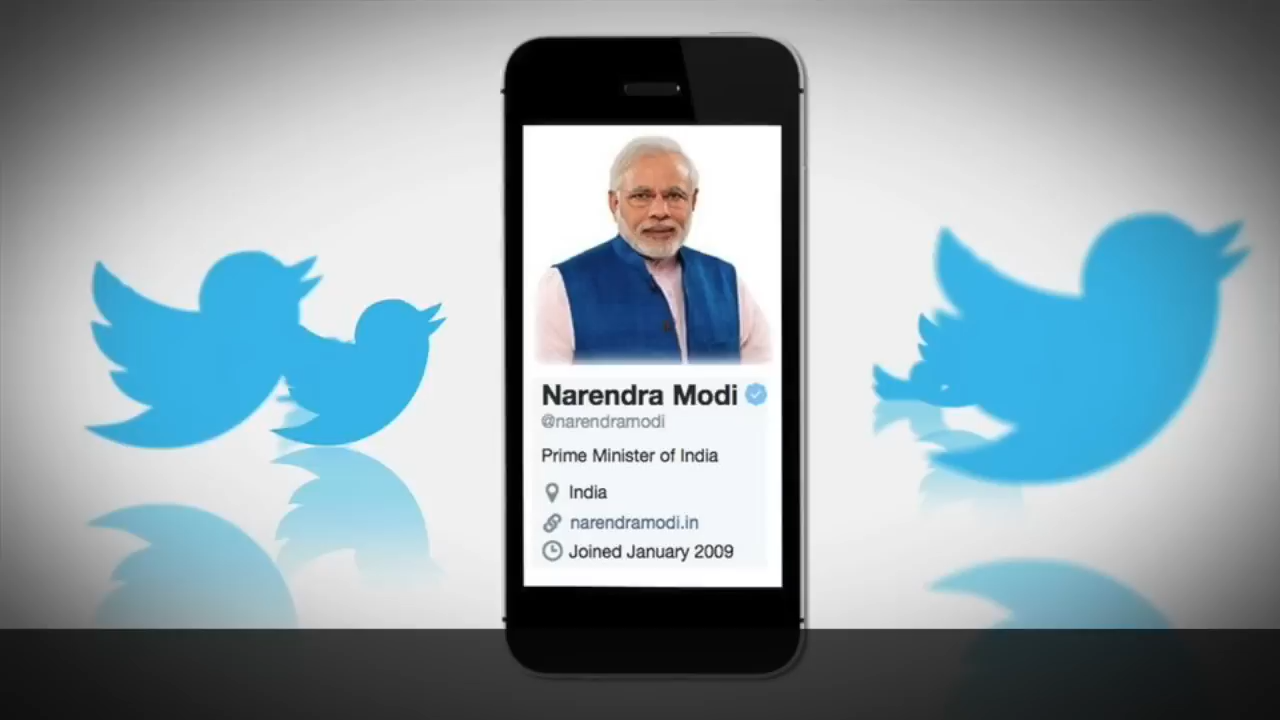 Narendra Modi
@narendramodi
Prime Minister of India
India
narendramodi.in
Joined January 2009